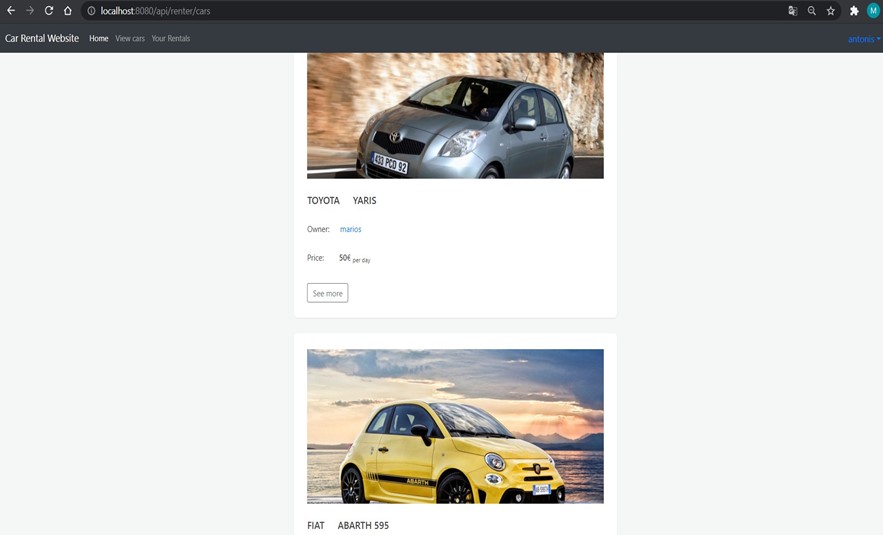 localhost:8080/api/renter/cars
M
Car Rental Website Home View cars Your Rentals antonis
433 PCD 92
TOYOTA YARIS
Owner: marios
Price: 50€ per day
See more
ABARTH
FIAT ABARTH 595